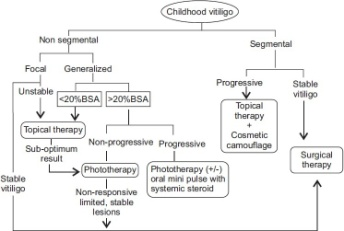 Childhood vitiligo
Non segmental
Segmental
Focal
Generalized
Progressive
Stable
vitiligo
Unstable
<20%BSA
>20%BSA
Topical
therapy
+
Cosmetic
camouflage
Topical therapy
Sub-optimum
result
Non-progressive
Progressive
Surgical
therapy
Phototherapy
Phototherapy (+/-)
oral mini pulse with
systemic steroid
Stable
vitiligo
Non-responsive
limited, stable
lesions